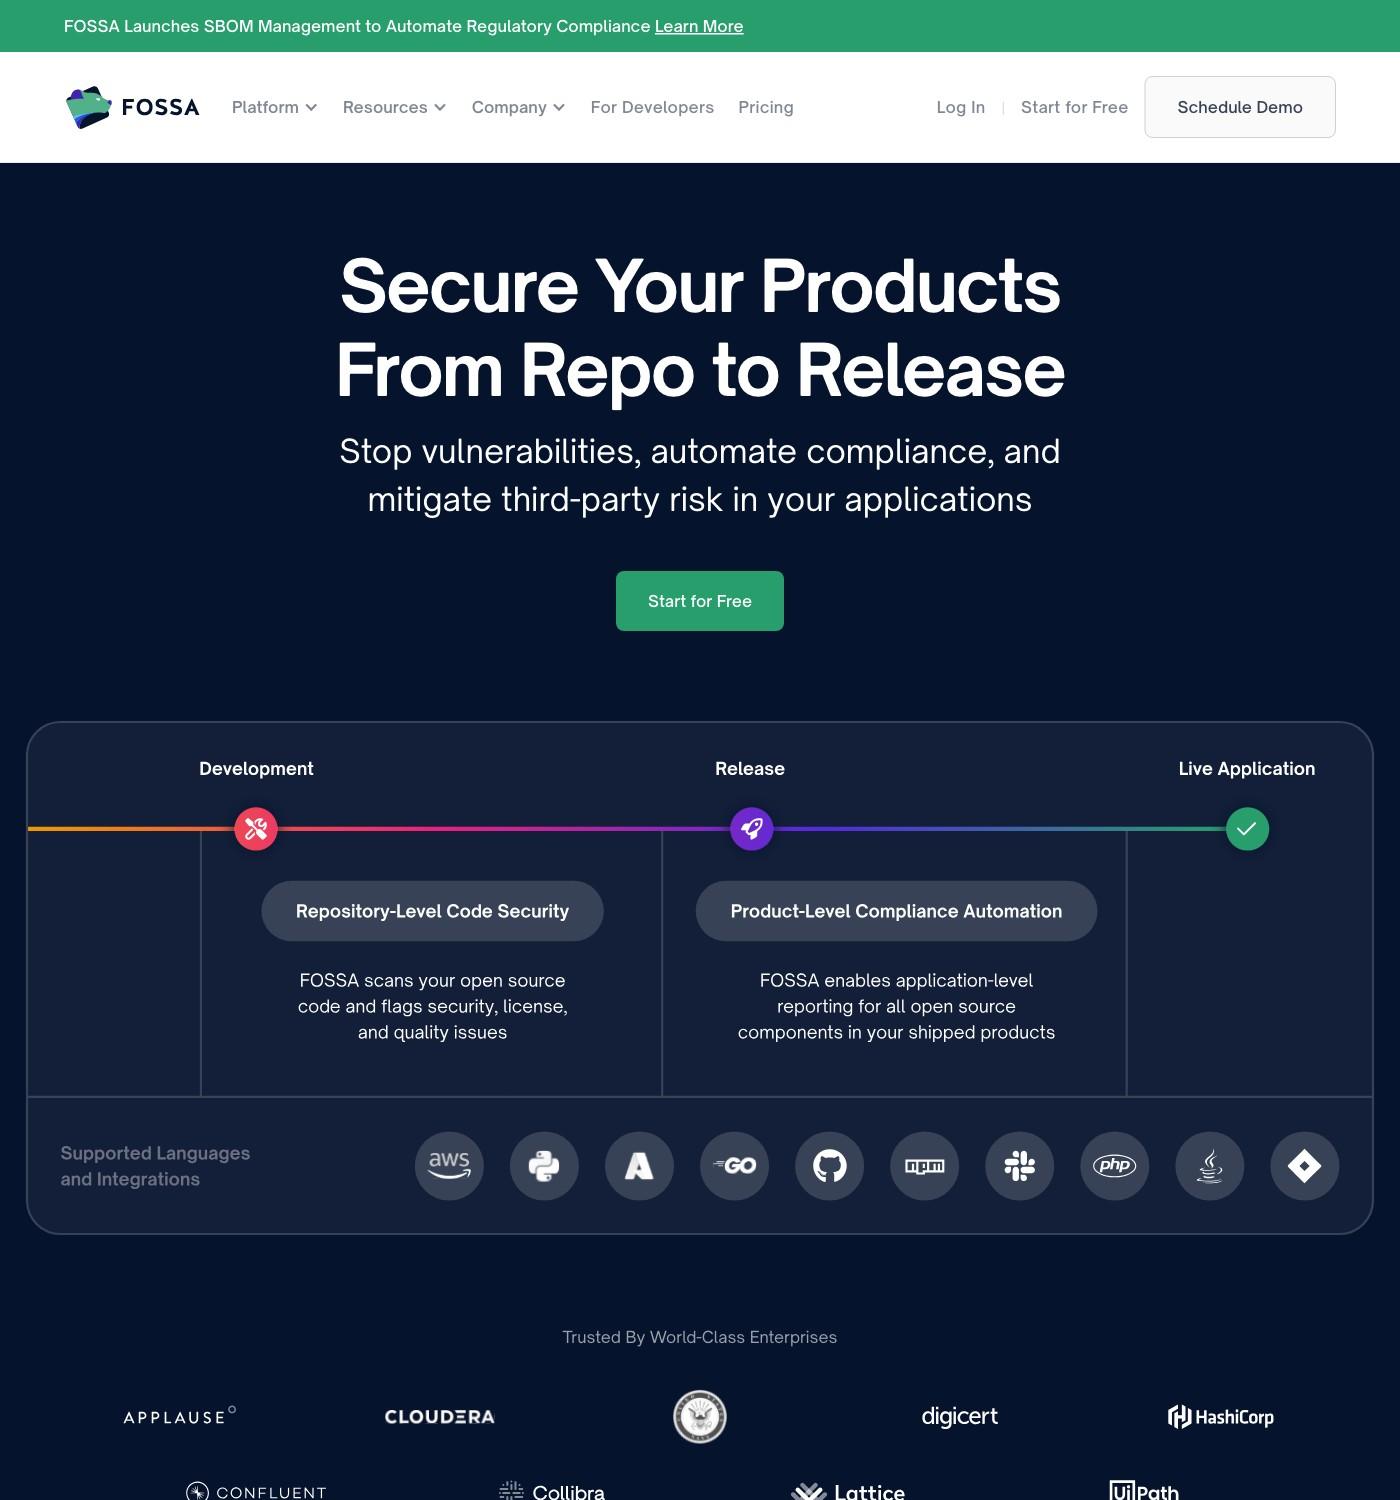 FOSSA Launches SBOM Management to Automate Regulatory Compliance Learn More
FOSSA
Platform
Resources
Company
For Developers
Pricing
Log In
Start for Free
Schedule Demo
Secure Your Products
From Repo to Release
Stop vulnerabilities, automate compliance, and
mitigate third-party risk in your applications
Start for Free
Development
Release
Live Application
Repository-Level Code Security
Product-Level Compliance Automation
FOSSA scans your open source
code and flags security, license,
and quality issues
FOSSA enables application-level
reporting for all open source
components in your shipped products
Supported Languages
and Integrations
aws
GO
npm
php
Trusted By World-Class Enterprises
APPLAUSE
CLOUDERA
digicert
HashiCorp
CONFLUENT
Collibra
Lattice
UiPath